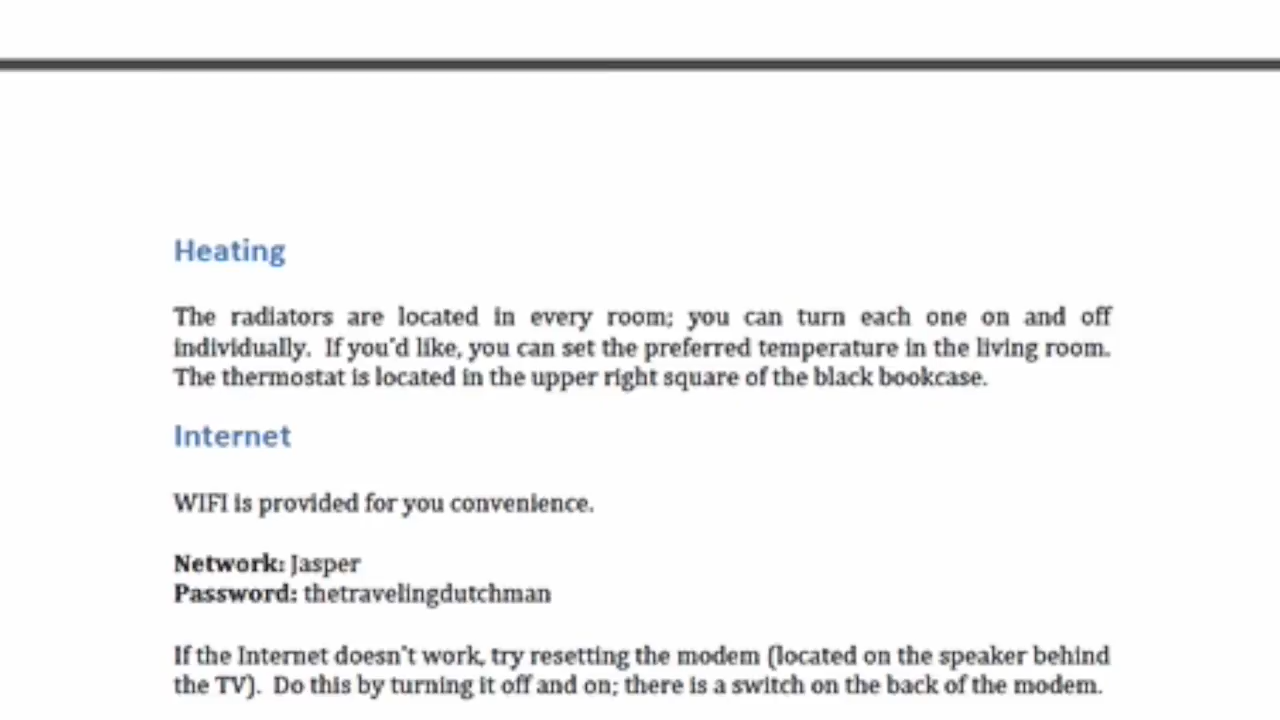 Heating
The radiators are located in every room; you can turn each one on and off
individually. If you'd like, you can set the preferred temperature in the living room.
The thermostat is located in the upper right square of the black bookcase.
Internet
WIFI is provided for you convenience.
Network: Jasper
Password: thetravelingdutchman
If the Internet doesn't work, try resetting the modem (located on the speaker behind
the TV). Do this by turning it off and on; there is a switch on the back of the modem.